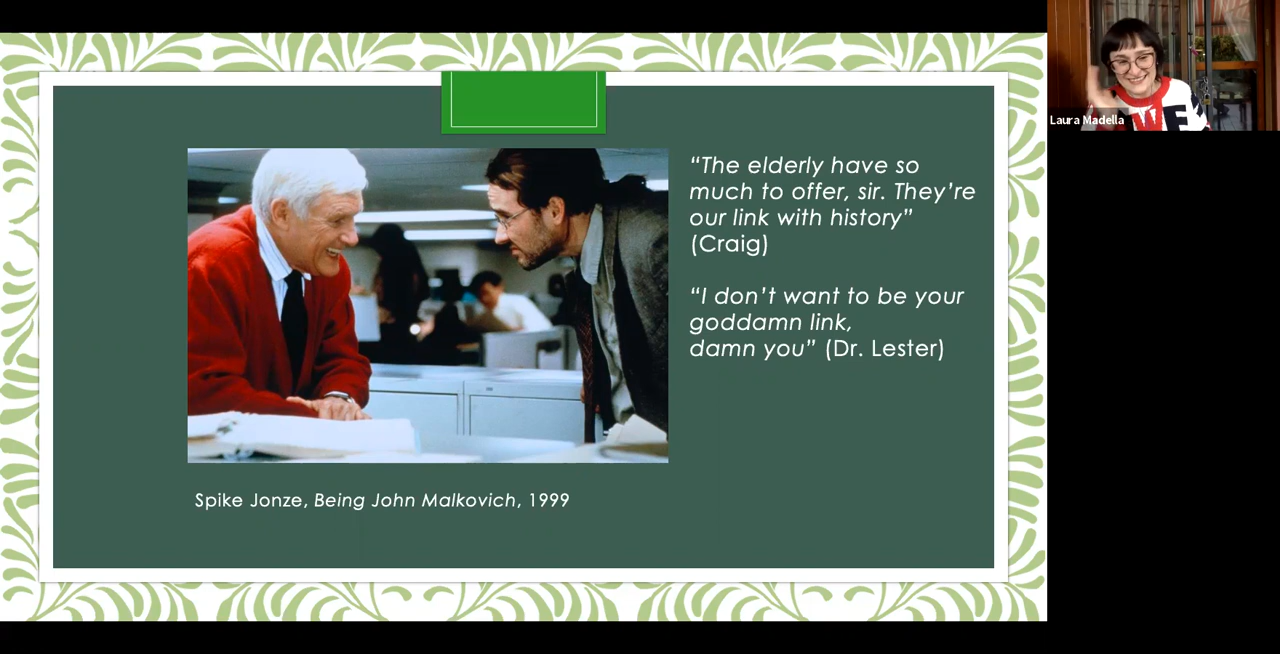 “The elderly have so
much to offer, sir. They’re
our link with history”
(Craig)
“I don’t want to be your
goddamn link,
damn you” (Dr. Lester)
Spike Jonze, Being John Malkovich, 1999
Laura Madella